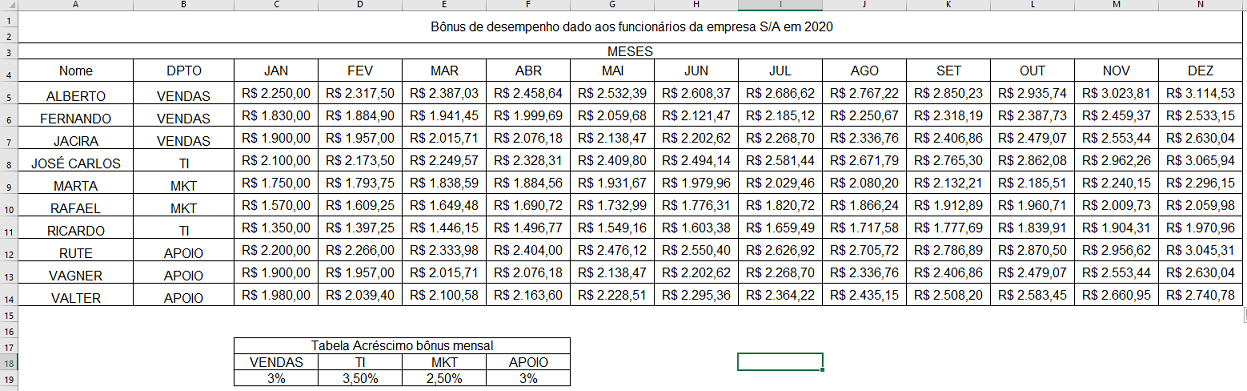 A B C D E F G H I J K L M N
1 Bônus de desempenho dado aos funcionários da empresa S/A em 2020
2
3 MESES
4 Nome DPTO JAN FEV MAR ABR MAI JUN JUL AGO SET OUT NOV DEZ
5 ALBERTO VENDAS R$ 2.250,00 R$ 2.317,50 R$ 2.387,03 R$ 2.458,64 R$ 2.532,39 R$ 2.608,37 R$ 2.686,62 R$ 2.767,22 R$ 2.850,23 R$ 2.935,74 R$ 3.023,81 R$ 3.114,53
6 FERNANDO VENDAS R$ 1.830,00 R$ 1.884,90 R$ 1.941,45 R$ 1.999,69 R$ 2.059,68 R$ 2.121,47 R$ 2.185,12 R$ 2.250,67 R$ 2.318,19 R$ 2.387,73 R$ 2.459,37 R$ 2.533,15
7 JACIRA VENDAS R$ 1.900,00 R$ 1.957,00 R$ 2.015,71 R$ 2.076,18 R$ 2.138,47 R$ 2.202,62 R$ 2.268,70 R$ 2.336,76 R$ 2.406,86 R$ 2.479,07 R$ 2.553,44 R$ 2.630,04
8 JOSÉ CARLOS TI R$ 2.100,00 R$ 2.173,50 R$ 2.249,57 R$ 2.328,31 R$ 2.409,80 R$ 2.494,14 R$ 2.581,44 R$ 2.671,79 R$ 2.765,30 R$ 2.862,08 R$ 2.962,26 R$ 3.065,94
9 MARTA MKT R$ 1.750,00 R$ 1.793,75 R$ 1.838,59 R$ 1.884,56 R$ 1.931,67 R$ 1.979,96 R$ 2.029,46 R$ 2.080,20 R$ 2.132,21 R$ 2.185,51 R$ 2.240,15 R$ 2.296,15
10 RAFAEL MKT R$ 1.570,00 R$ 1.609,25 R$ 1.649,48 R$ 1.690,72 R$ 1.732,99 R$ 1.776,31 R$ 1.820,72 R$ 1.866,24 R$ 1.912,89 R$ 1.960,71 R$ 2.009,73 R$ 2.059,98
11 RICARDO TI R$ 1.350,00 R$ 1.397,25 R$ 1.446,15 R$ 1.496,77 R$ 1.549,16 R$ 1.603,38 R$ 1.659,49 R$ 1.717,58 R$ 1.777,69 R$ 1.839,91 R$ 1.904,31 R$ 1.970,96
12 RUTE APOIO R$ 2.200,00 R$ 2.266,00 R$ 2.333,98 R$ 2.404,00 R$ 2.476,12 R$ 2.550,40 R$ 2.626,92 R$ 2.705,72 R$ 2.786,89 R$ 2.870,50 R$ 2.956,62 R$ 3.045,31
13 VAGNER APOIO R$ 1.900,00 R$ 1.957,00 R$ 2.015,71 R$ 2.076,18 R$ 2.138,47 R$ 2.202,62 R$ 2.268,70 R$ 2.336,76 R$ 2.406,86 R$ 2.479,07 R$ 2.553,44 R$ 2.630,04
14 VALTER APOIO R$ 1.980,00 R$ 2.039,40 R$ 2.100,58 R$ 2.163,60 R$ 2.228,51 R$ 2.295,36 R$ 2.364,22 R$ 2.435,15 R$ 2.508,20 R$ 2.583,45 R$ 2.660,95 R$ 2.740,78
15
16
17 Tabela Acréscimo bônus mensal
18 VENDAS TI MKT APOIO
19 3% 3,50% 2,50% 3%